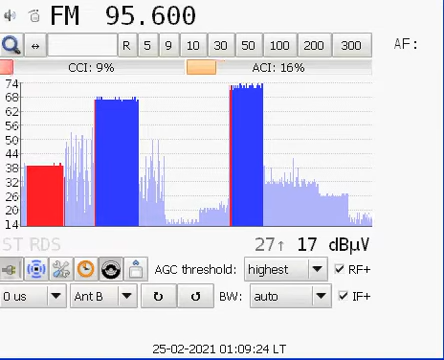 FM 95.600
↔ R 5 9 10 30 50 100 200 300 AF:
CCI: 9% ACI: 16%
74
68
62
56
50
44
38
32
26
20
14
ST RDS 27↑ 17 dBµV
AGC threshold: highest RF+
0 us Ant B ↻ ↺ BW: auto IF+
25-02-2021 01:09:24 LT